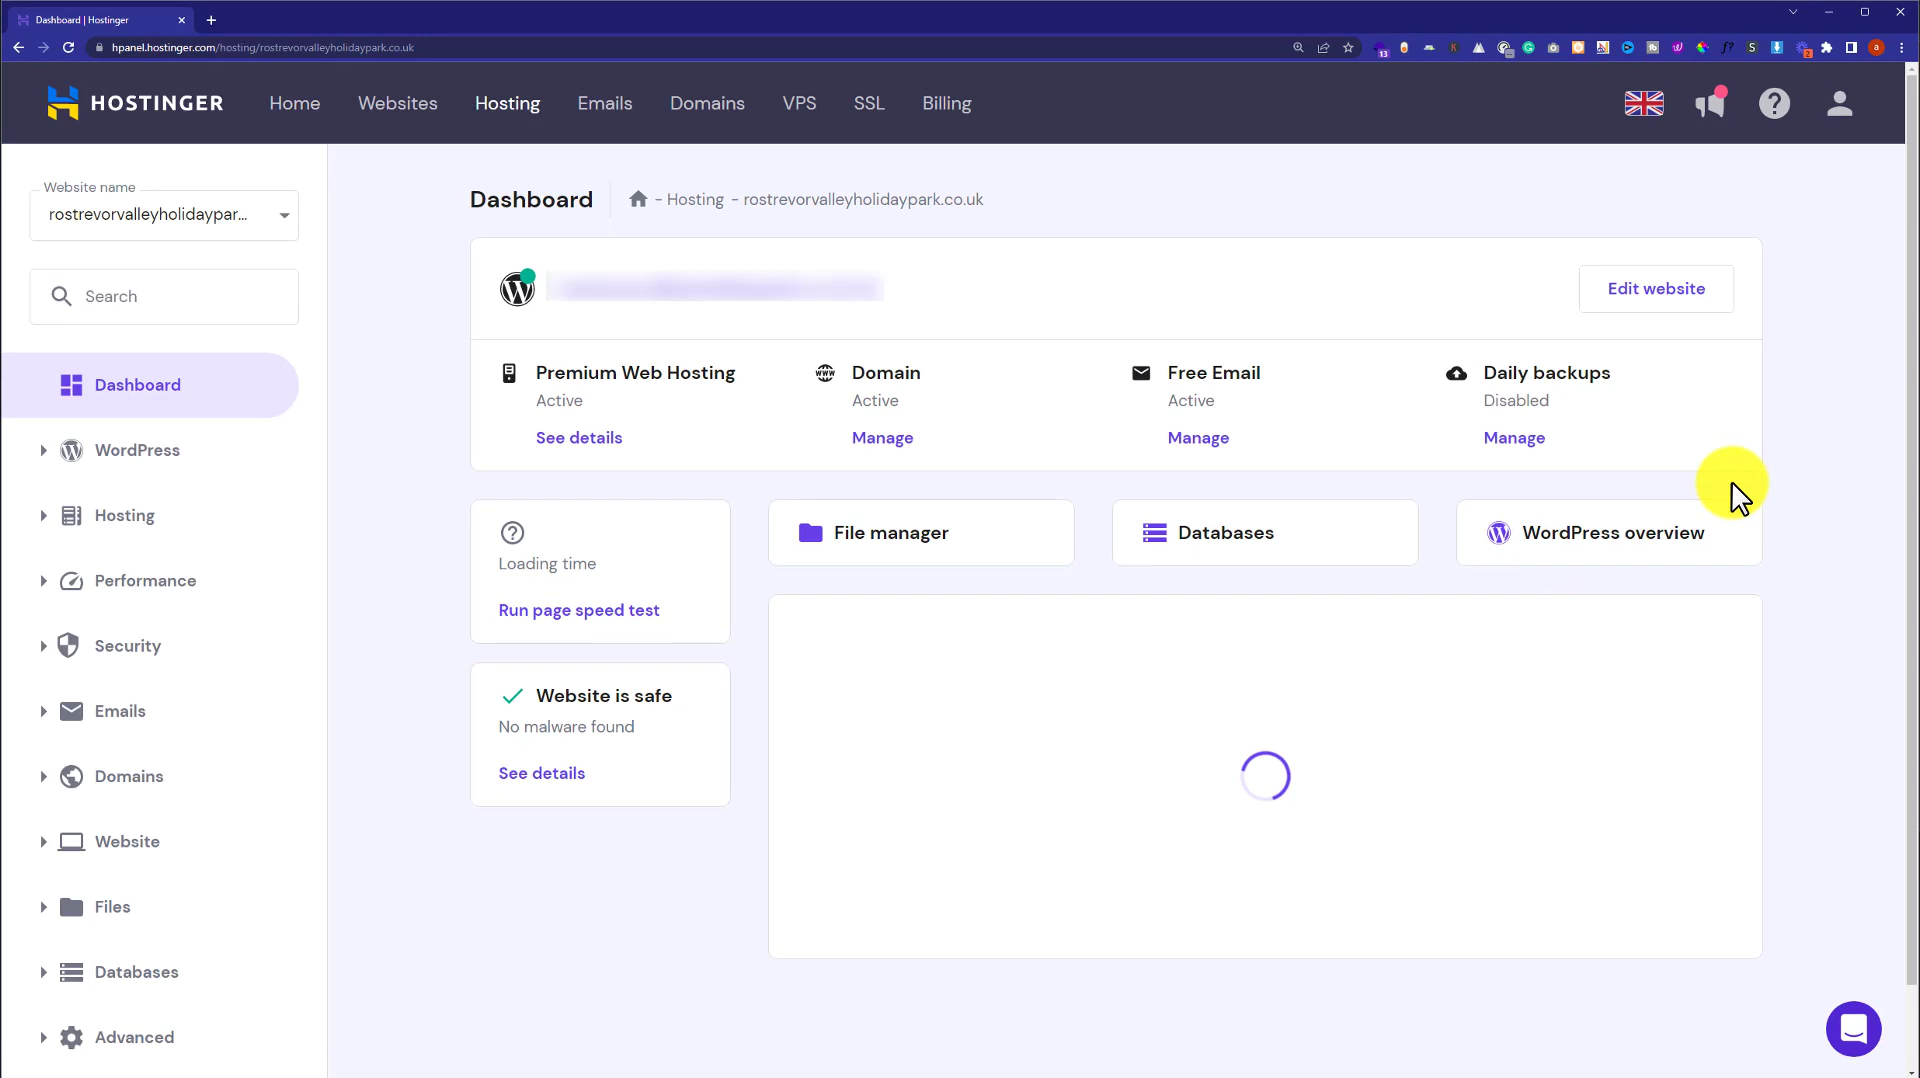 Dashboard | Hostinger
hpanel.hostinger.com/hosting/rostrevorvalleyholidaypark.co.uk
13
2
a
HOSTINGER
Home
Websites
Hosting
Emails
Domains
VPS
SSL
Billing
Website name
rostrevorvalleyholidaypar...
Search
Dashboard
WordPress
Hosting
Performance
Security
Emails
Domains
Website
Files
Databases
Advanced
Dashboard
- Hosting - rostrevorvalleyholidaypark.co.uk
Edit website
Premium Web Hosting
Active
See details
Domain
Active
Manage
Free Email
Active
Manage
Daily backups
Disabled
Manage
Loading time
Run page speed test
Website is safe
No malware found
See details
File manager
Databases
WordPress overview